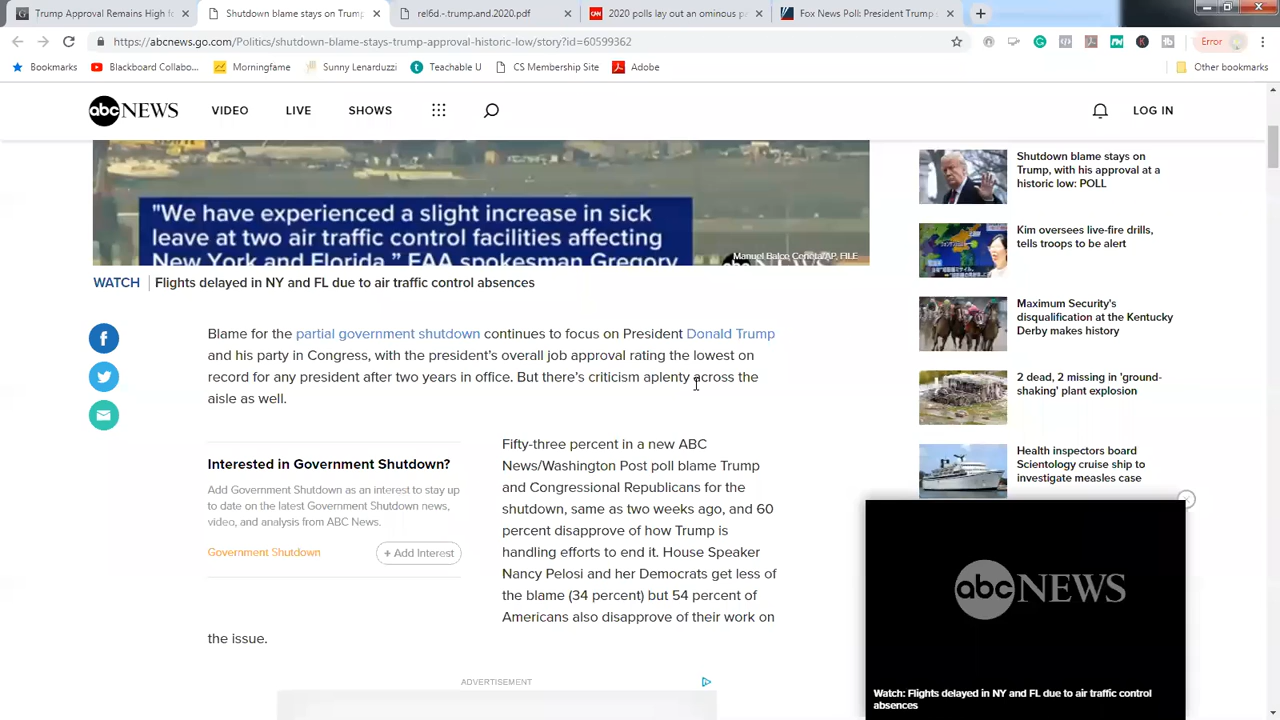 Trump Approval Remains High f
Shutdown blame stays on Trump
rel6d.-.trump.and.2020.pdf
2020 polls lay out an ominous pa
Fox News Poll: President Trump
https://abcnews.go.com/Politics/shutdown-blame-stays-trump-approval-historic-low/story?id=60599362
Error
Bookmarks
Blackboard Collabo...
Morningfame
Sunny Lenarduzzi
Teachable U
CS Membership Site
Adobe
Other bookmarks
abc NEWS
VIDEO
LIVE
SHOWS
LOG IN
"We have experienced a slight increase in sick
leave at two air traffic control facilities affecting
New York and Florida." FAA spokesman Gregory
Manuel Balce Ceneta/AP, FILE
WATCH
Flights delayed in NY and FL due to air traffic control absences
Blame for the partial government shutdown continues to focus on President Donald Trump
and his party in Congress, with the president's overall job approval rating the lowest on
record for any president after two years in office. But there's criticism aplenty across the
aisle as well.
Interested in Government Shutdown?
Add Government Shutdown as an interest to stay up
to date on the latest Government Shutdown news,
video, and analysis from ABC News.
Government Shutdown
+ Add Interest
Fifty-three percent in a new ABC
News/Washington Post poll blame Trump
and Congressional Republicans for the
shutdown, same as two weeks ago, and 60
percent disapprove of how Trump is
handling efforts to end it. House Speaker
Nancy Pelosi and her Democrats get less of
the blame (34 percent) but 54 percent of
Americans also disapprove of their work on
the issue.
ADVERTISEMENT
Shutdown blame stays on
Trump, with his approval at a
historic low: POLL
Kim oversees live-fire drills,
tells troops to be alert
Maximum Security's
disqualification at the Kentucky
Derby makes history
2 dead, 2 missing in 'ground-
shaking' plant explosion
Health inspectors board
Scientology cruise ship to
investigate measles case
abc NEWS
Watch: Flights delayed in NY and FL due to air traffic control
absences